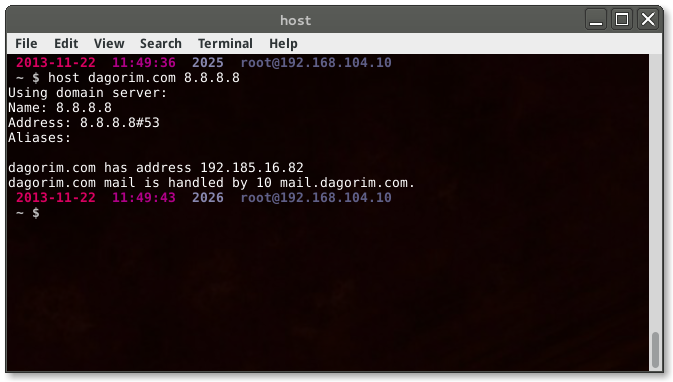 host
File Edit View Search Terminal Help
2013-11-22 11:49:36 2025 root@192.168.104.10
~ $ host dagorim.com 8.8.8.8
Using domain server:
Name: 8.8.8.8
Address: 8.8.8.8#53
Aliases:
dagorim.com has address 192.185.16.82
dagorim.com mail is handled by 10 mail.dagorim.com.
2013-11-22 11:49:43 2026 root@192.168.104.10
~ $